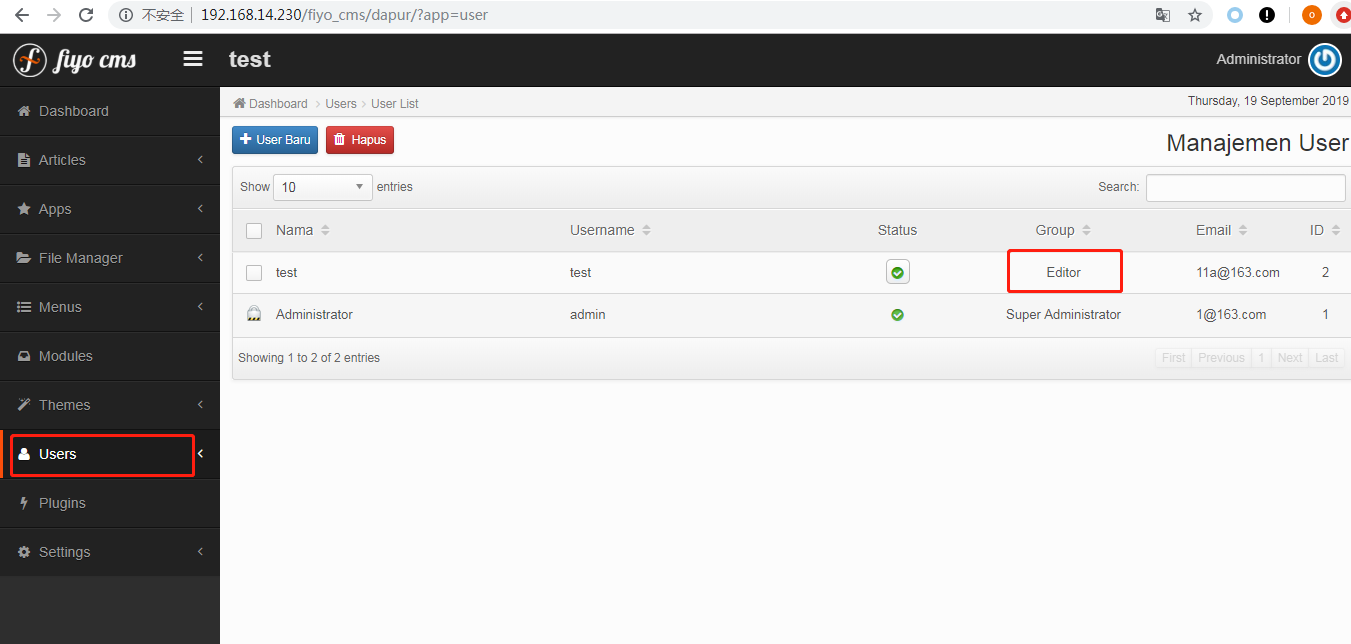 不安全 192.168.14.230/fiyo_cms/dapur/?app=user
fiyo cms test Administrator
Dashboard
Articles
Apps
File Manager
Menus
Modules
Themes
Users
Plugins
Settings
Dashboard > Users > User List Thursday, 19 September 2019
User Baru Hapus Manajemen User
Show 10 entries Search:
Nama Username Status Group Email ID
test test Editor 11a@163.com 2
Administrator admin Super Administrator 1@163.com 1
Showing 1 to 2 of 2 entries First Previous 1 Next Last